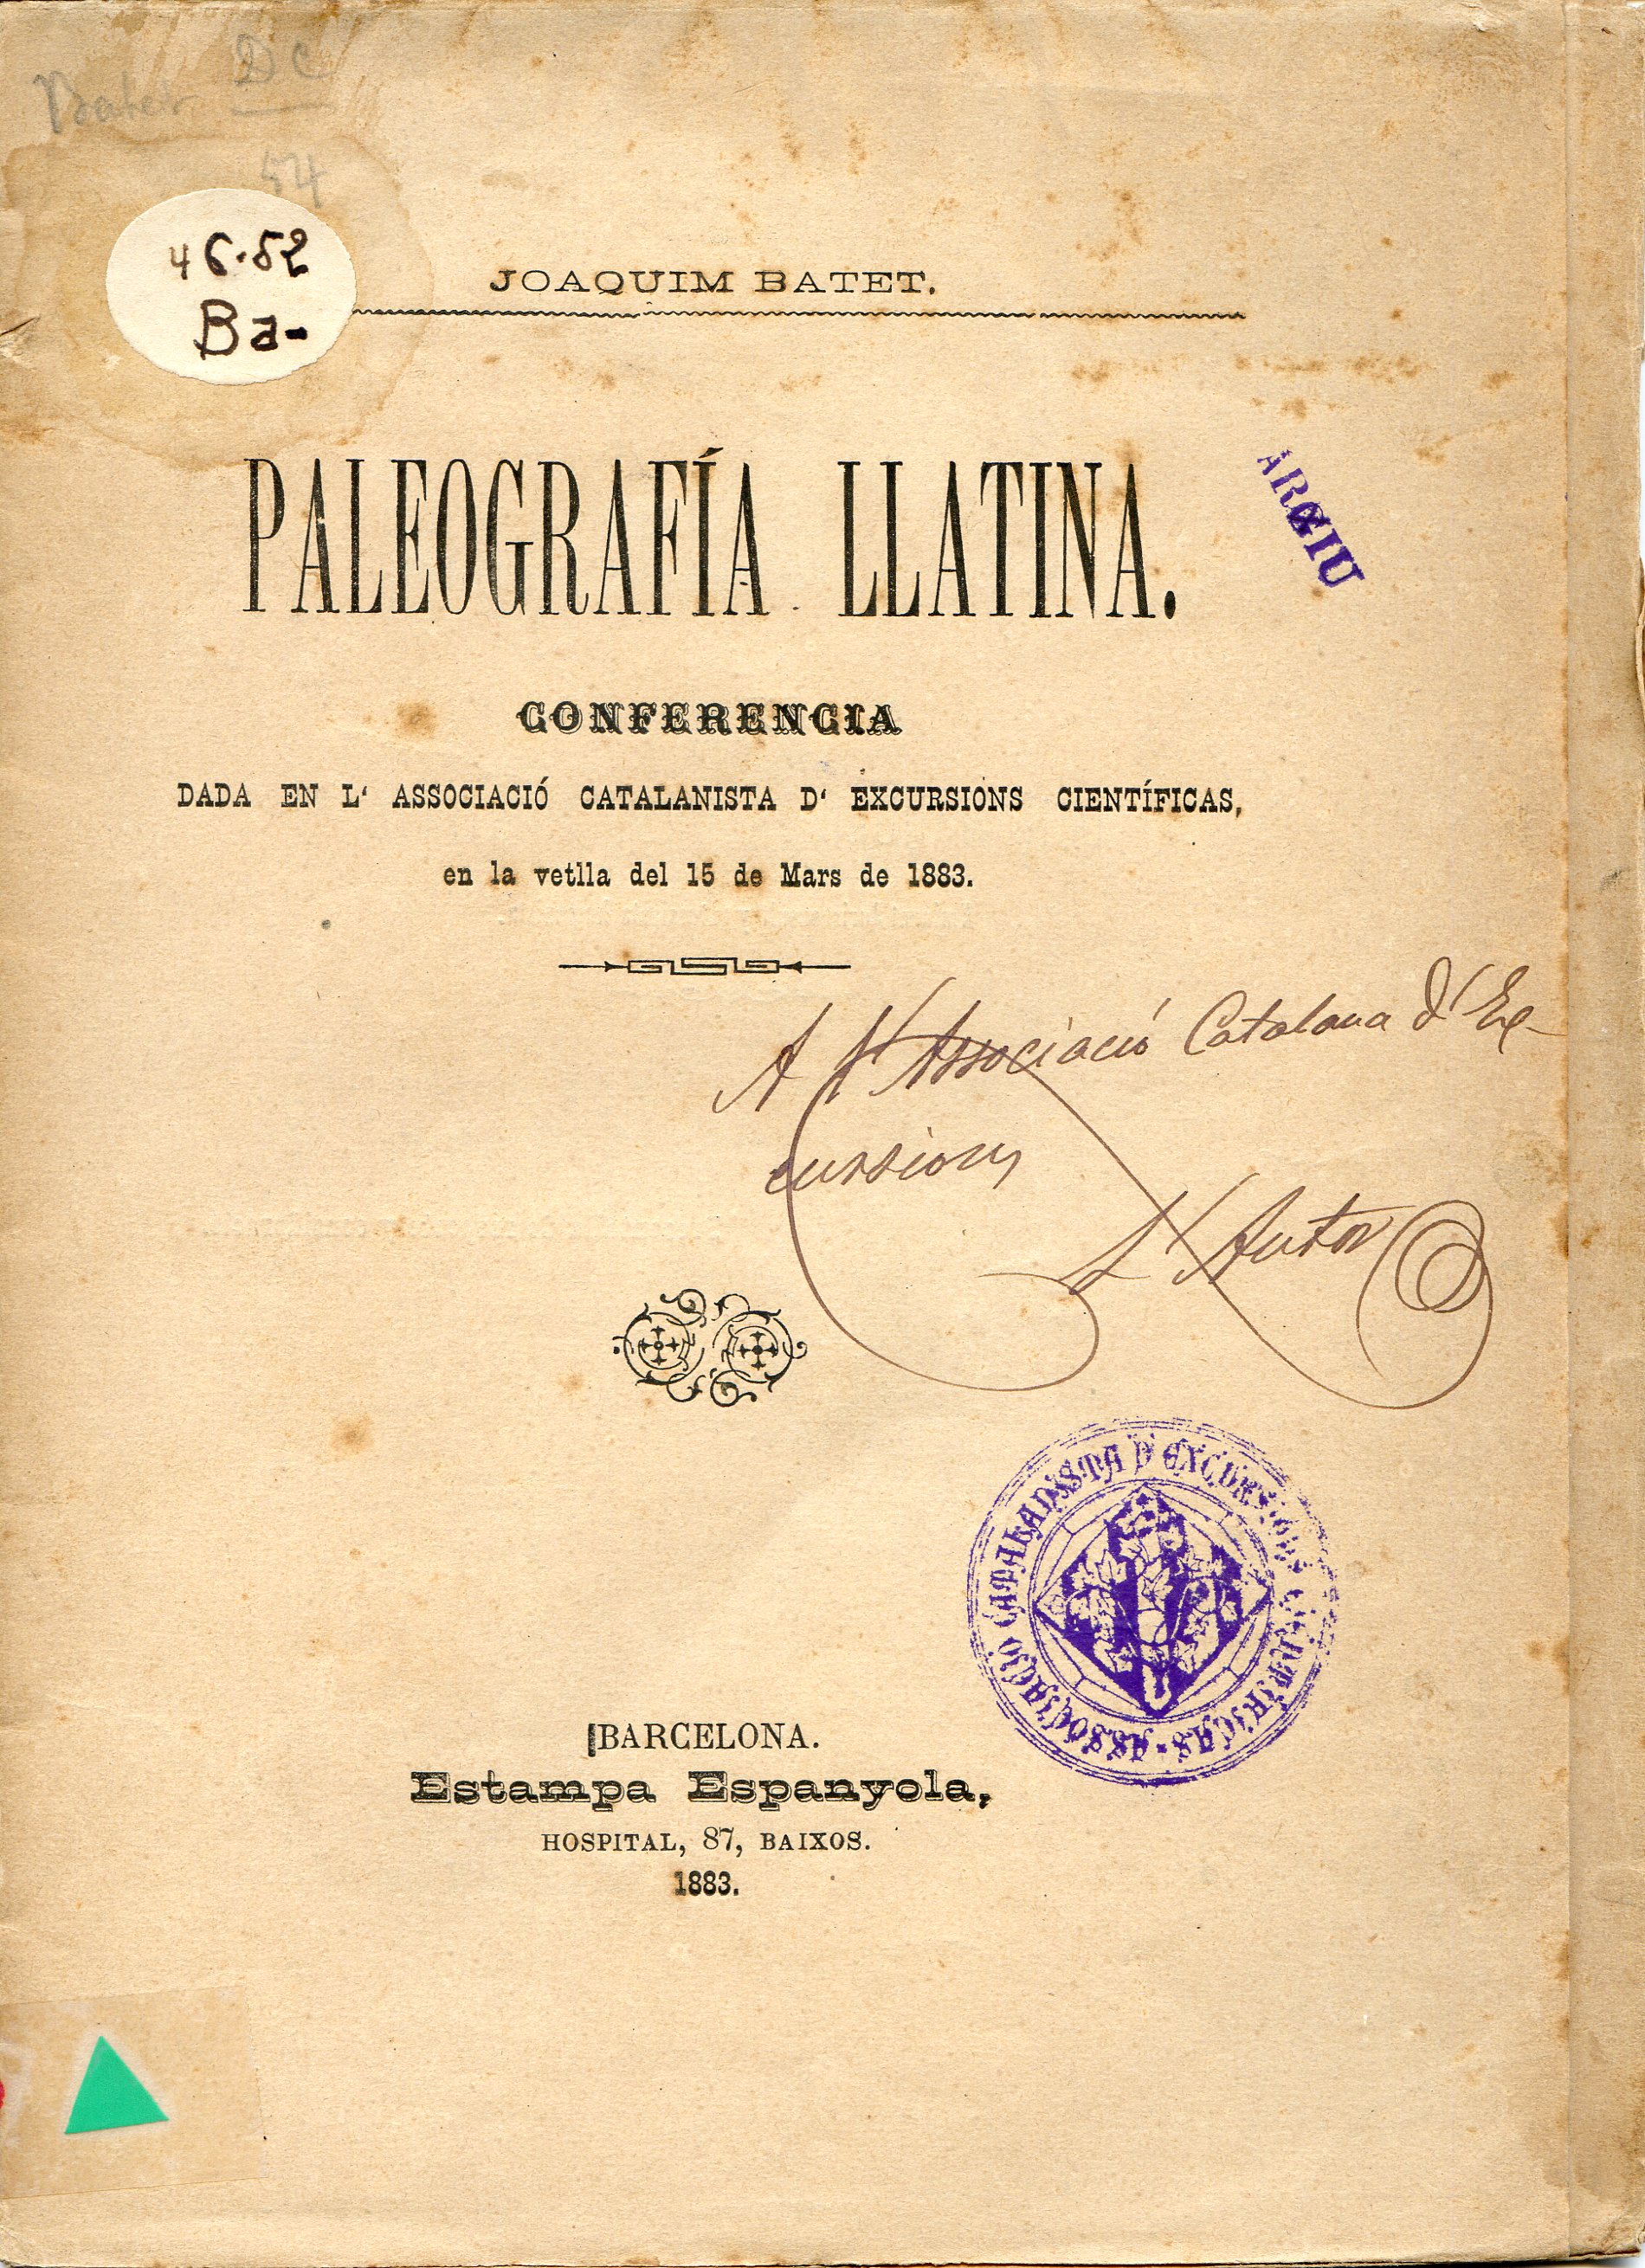 Batet DC
54
46.52
Ba-
JOAQUIM BATET.
PALEOGRAFÍA LLATINA.
ARXIU
CONFERENCIA
DADA EN L' ASSOCIACIÓ CATALANISTA D' EXCURSIONS CIENTÍFICAS,
en la vetlla del 15 de Mars de 1883.
A l'Associació Catalana d'Ex-
cursions
L'Autor
ASSOCIACIÓ CATALANISTA D'EXCURSIONS CIENTÍFICAS
BARCELONA.
Estampa Espanyola,
HOSPITAL, 87, BAIXOS.
1883.